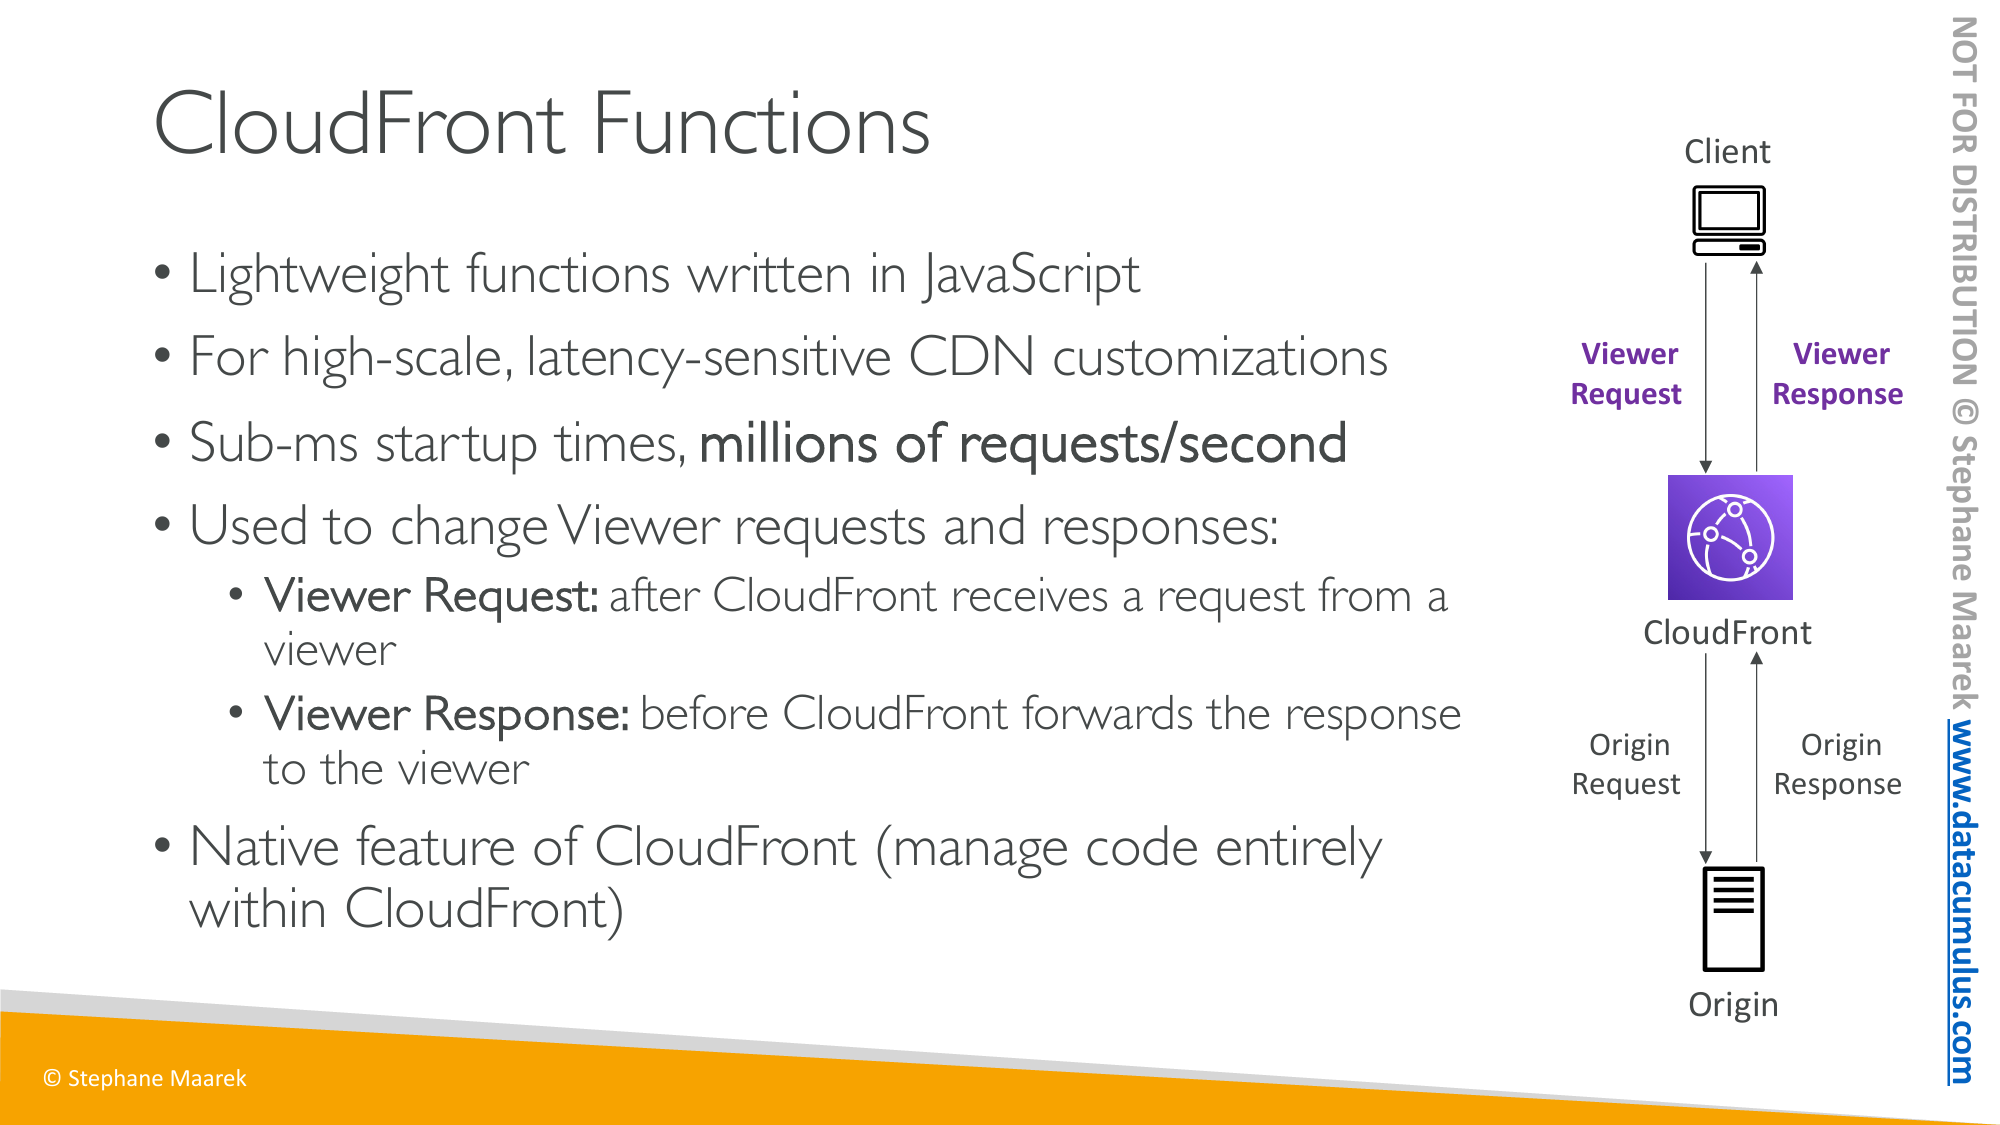 CloudFront Functions
• Lightweight functions written in JavaScript
• For high-scale, latency-sensitive CDN customizations
• Sub-ms startup times, millions of requests/second
• Used to change Viewer requests and responses:
• Viewer Request: after CloudFront receives a request from a
viewer
• Viewer Response: before CloudFront forwards the response
to the viewer
• Native feature of CloudFront (manage code entirely
within CloudFront)
Client
Viewer
Request
Viewer
Response
CloudFront
Origin
Request
Origin
Response
Origin
© Stephane Maarek
NOT FOR DISTRIBUTION © Stephane Maarek www.datacumulus.com